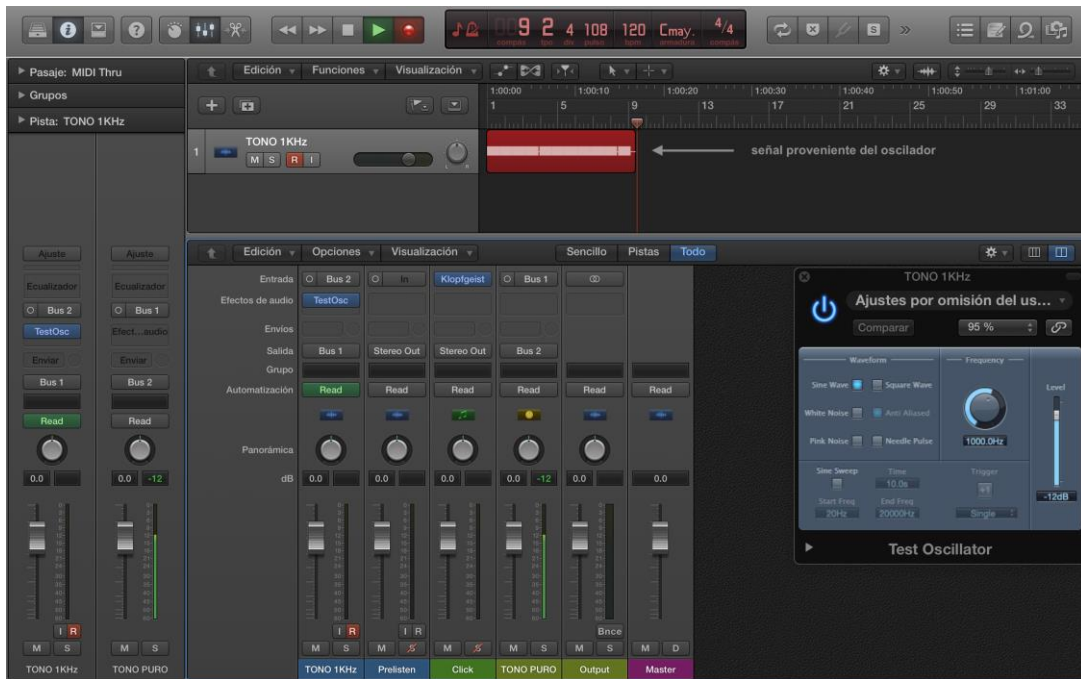 9 2 4 108 120 Cmay. 4/4
compás tpo div pulso bpm armadura compás
S
Pasaje: MIDI Thru
Grupos
Pista: TONO 1KHz
Edición Funciones Visualización
1:00:00 1:00:10 1:00:20 1:00:30 1:00:40 1:00:50 1:01:00
1 5 9 13 17 21 25 29 33
1 TONO 1KHz
M S R I
L R
señal proveniente del oscilador
Ajuste Ajuste
Ecualizador Ecualizador
Bus 2 Bus 1
TestOsc Efect...audio
Enviar Enviar
Bus 1 Bus 2
Read Read
0.0 0.0 -12
I R
M S M S
TONO 1KHz TONO PURO
Edición Opciones Visualización Sencillo Pistas Todo
Entrada Bus 2 In Klopfgeist Bus 1
Efectos de audio TestOsc
Envíos
Salida Bus 1 Stereo Out Stereo Out Bus 2
Grupo
Automatización Read Read Read Read Read Read
Panorámica
dB 0.0 0.0 0.0 0.0 -12 0.0 0.0
I R I R Bnce
M S M S M S M S M S M D
TONO 1KHz Prelisten Click TONO PURO Output Master
TONO 1KHz
Ajustes por omisión del us...
Comparar 95 %
Waveform Frequency
Sine Wave Square Wave Level
White Noise Anti Aliased
Pink Noise Needle Pulse 1000.0Hz
Sine Sweep Time Trigger
10.0s
Start Freq End Freq
20Hz 20000Hz Single -12dB
Test Oscillator